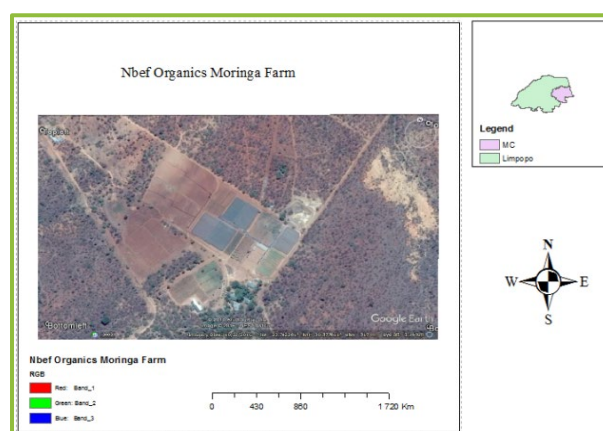 Nbef Organics Moringa Farm
Google Earth
Nbef Organics Moringa Farm
RGB
Red: Band_1
Green: Band_2
Blue: Band_3
0 430 860 1 720 Km
Legend
MC
Limpopo
N
W E
S